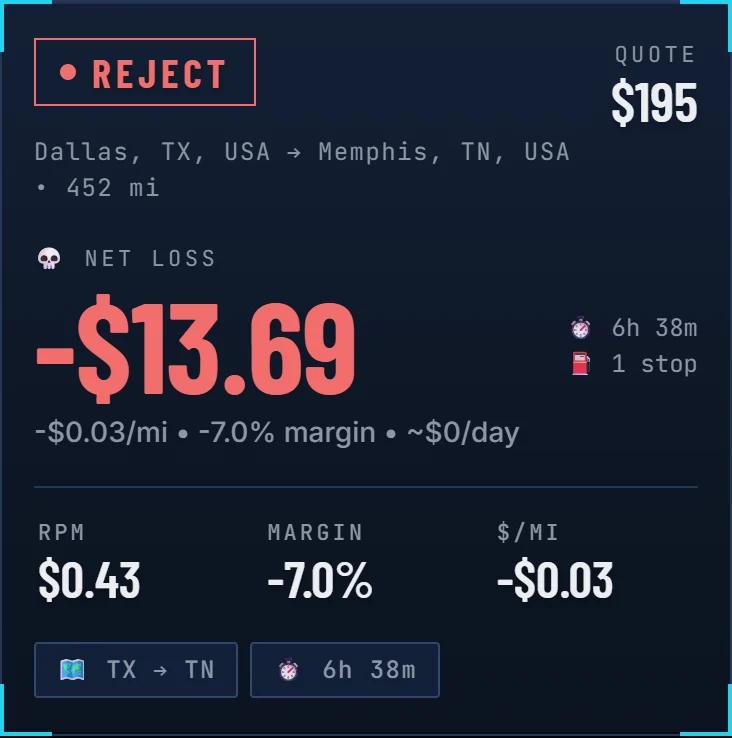 REJECT
QUOTE
$195
Dallas, TX, USA → Memphis, TN, USA
• 452 mi
NET LOSS
-$13.69
6h 38m
1 stop
-$0.03/mi • -7.0% margin • ~$0/day
RPM
MARGIN
$/MI
$0.43
-7.0%
-$0.03
TX → TN
6h 38m